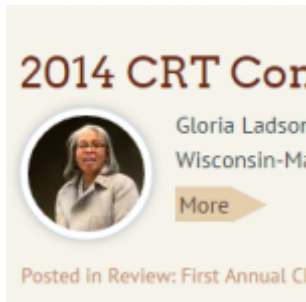 2014 CRT Con
Gloria Ladson
Wisconsin-Ma
More
Posted in Review: First Annual C